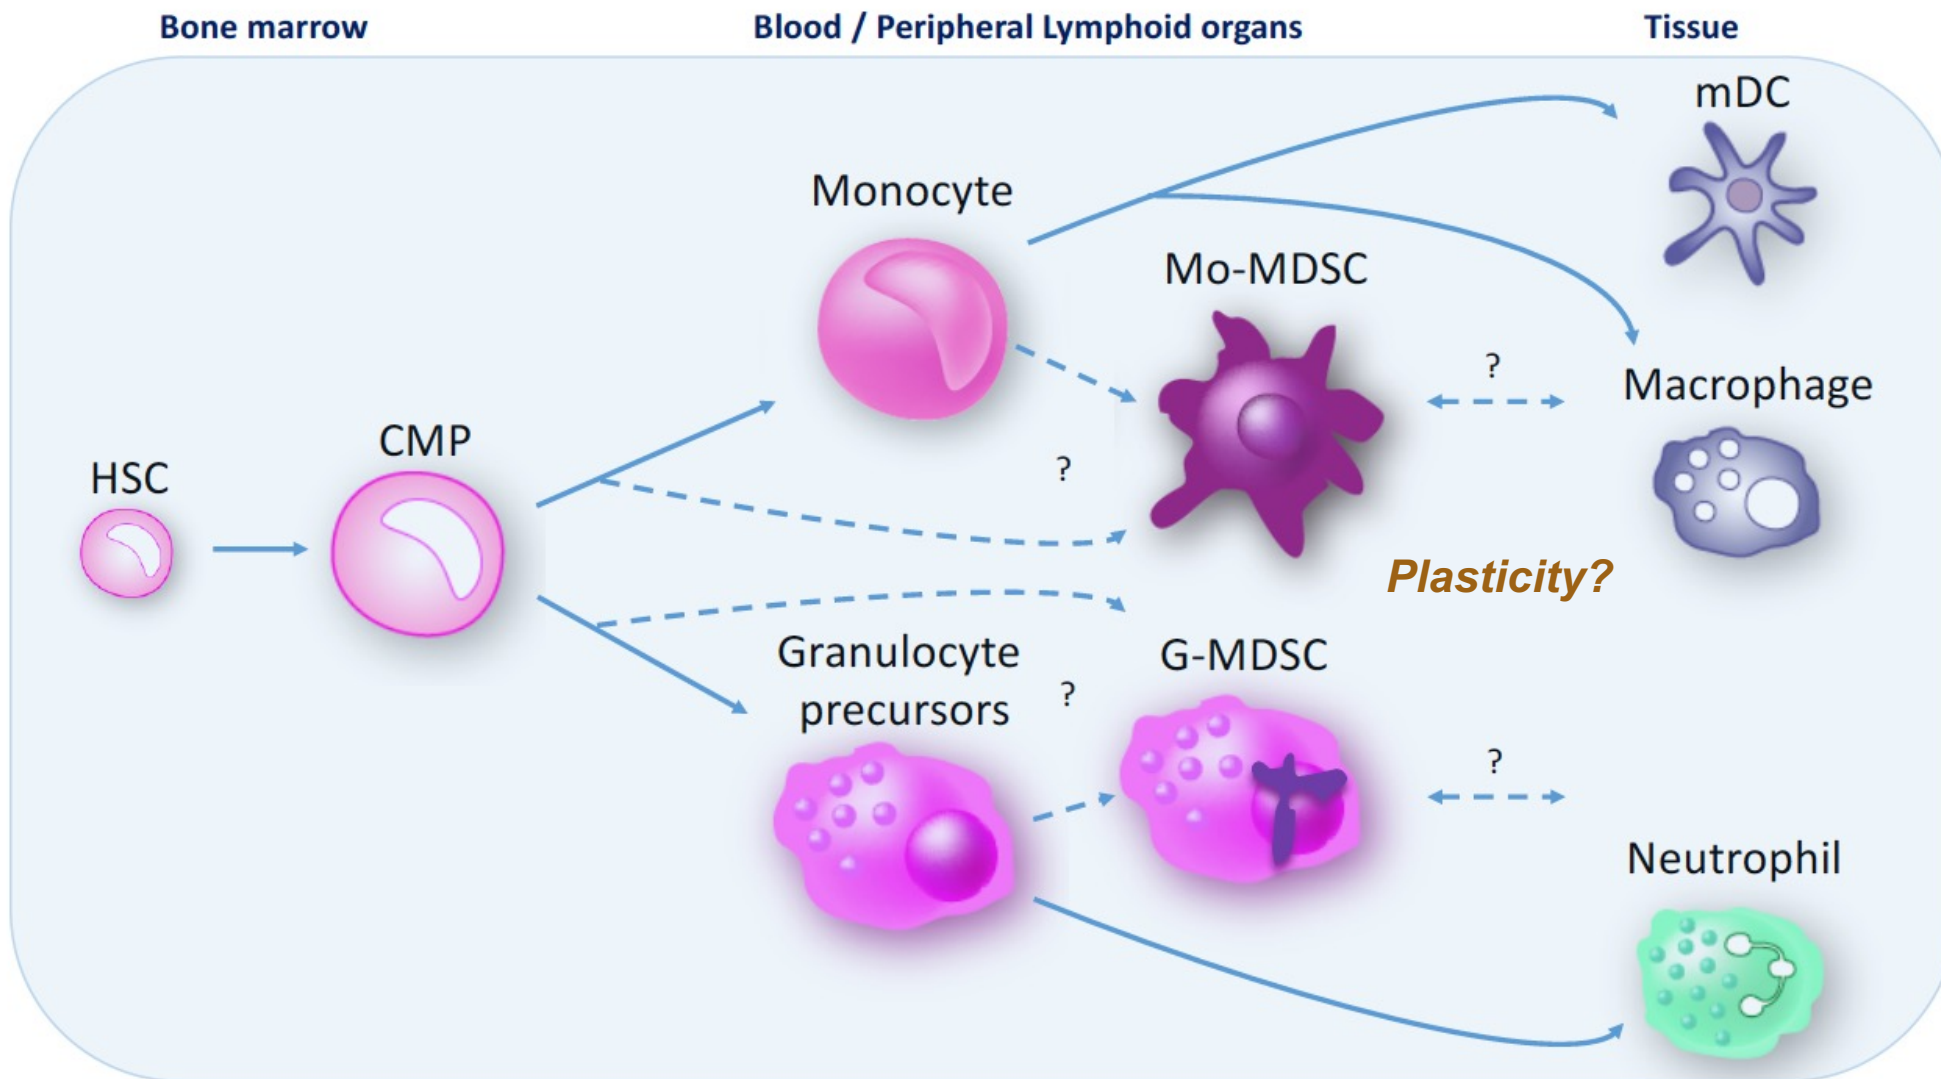 Bone marrow
Blood / Peripheral Lymphoid organs
Tissue
mDC
Monocyte
Mo-MDSC
?
Macrophage
CMP
HSC
?
Plasticity?
Granulocyte
precursors
?
G-MDSC
?
Neutrophil